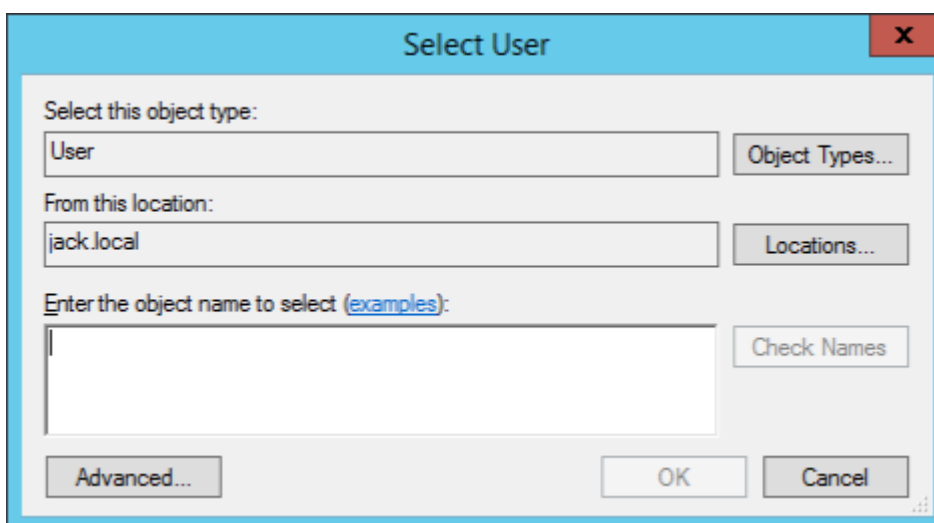 Select User
x
Select this object type:
User
Object Types...
From this location:
jack.local
Locations...
Enter the object name to select (examples):
Check Names
Advanced...
OK
Cancel